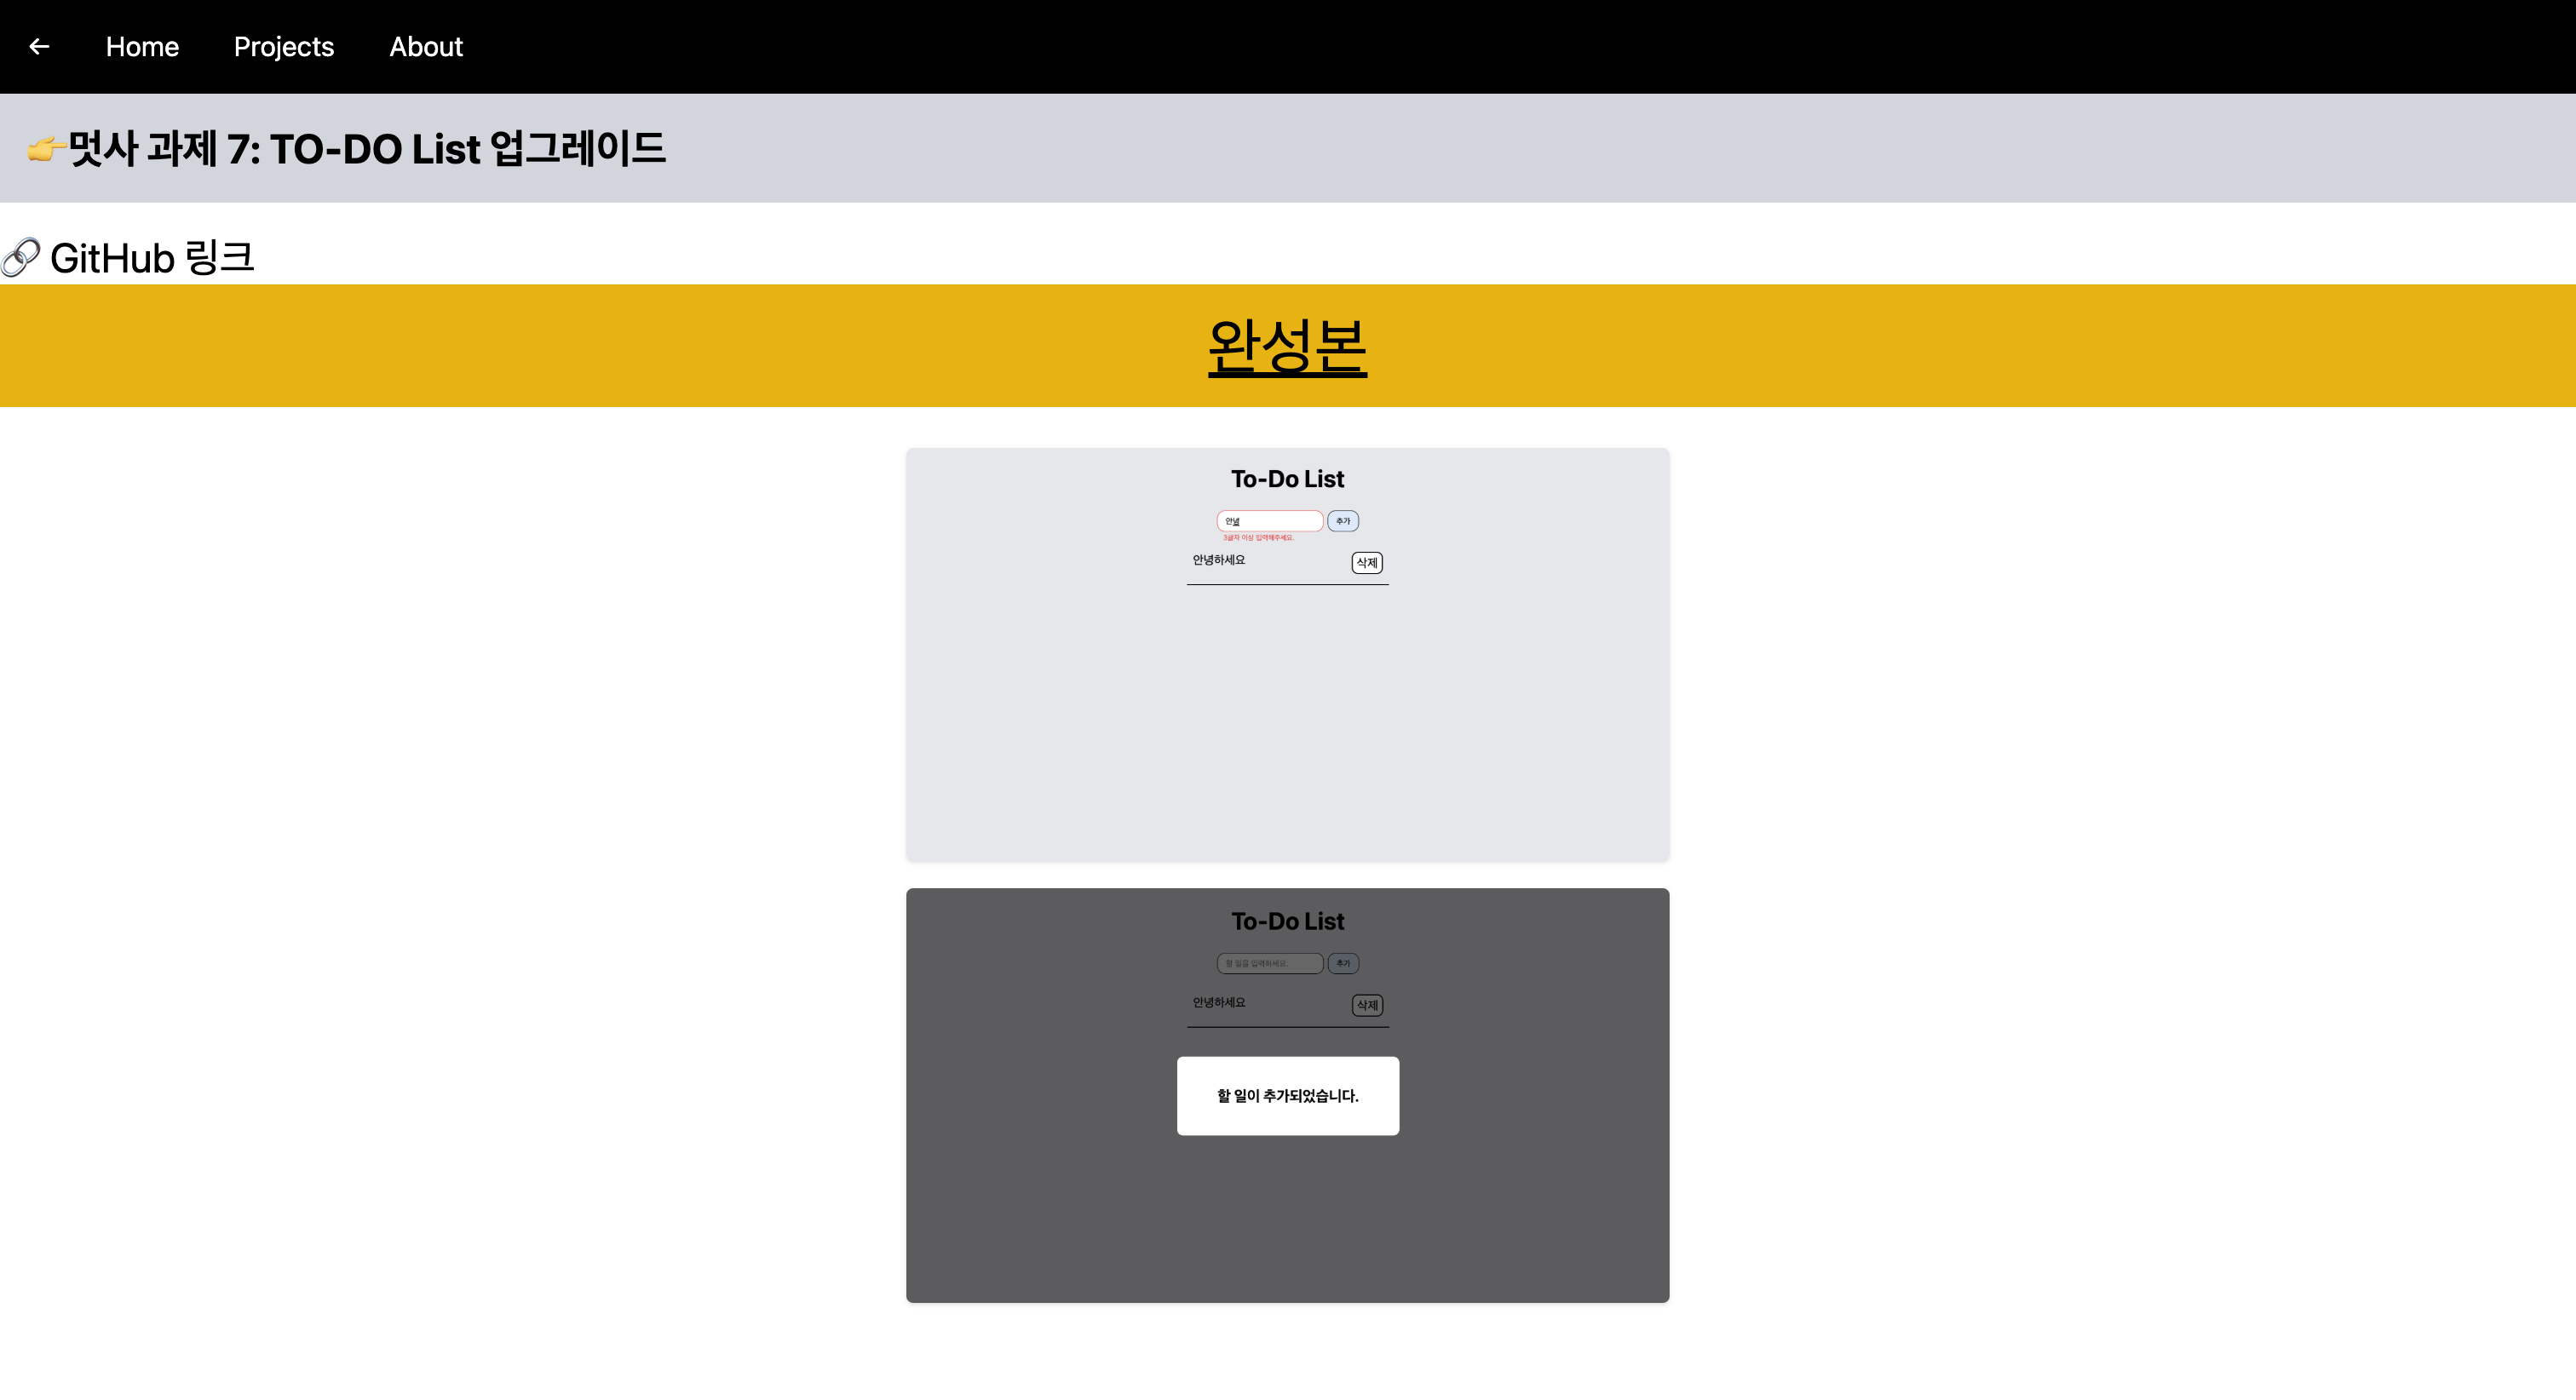 ← Home Projects About
👉멋사 과제 7: TO-DO List 업그레이드
🔗 GitHub 링크
완성본
To-Do List
안녈 추가
3글자 이상 입력해주세요.
안녕하세요 삭제
To-Do List
할 일을 입력하세요. 추가
안녕하세요 삭제
할 일이 추가되었습니다.